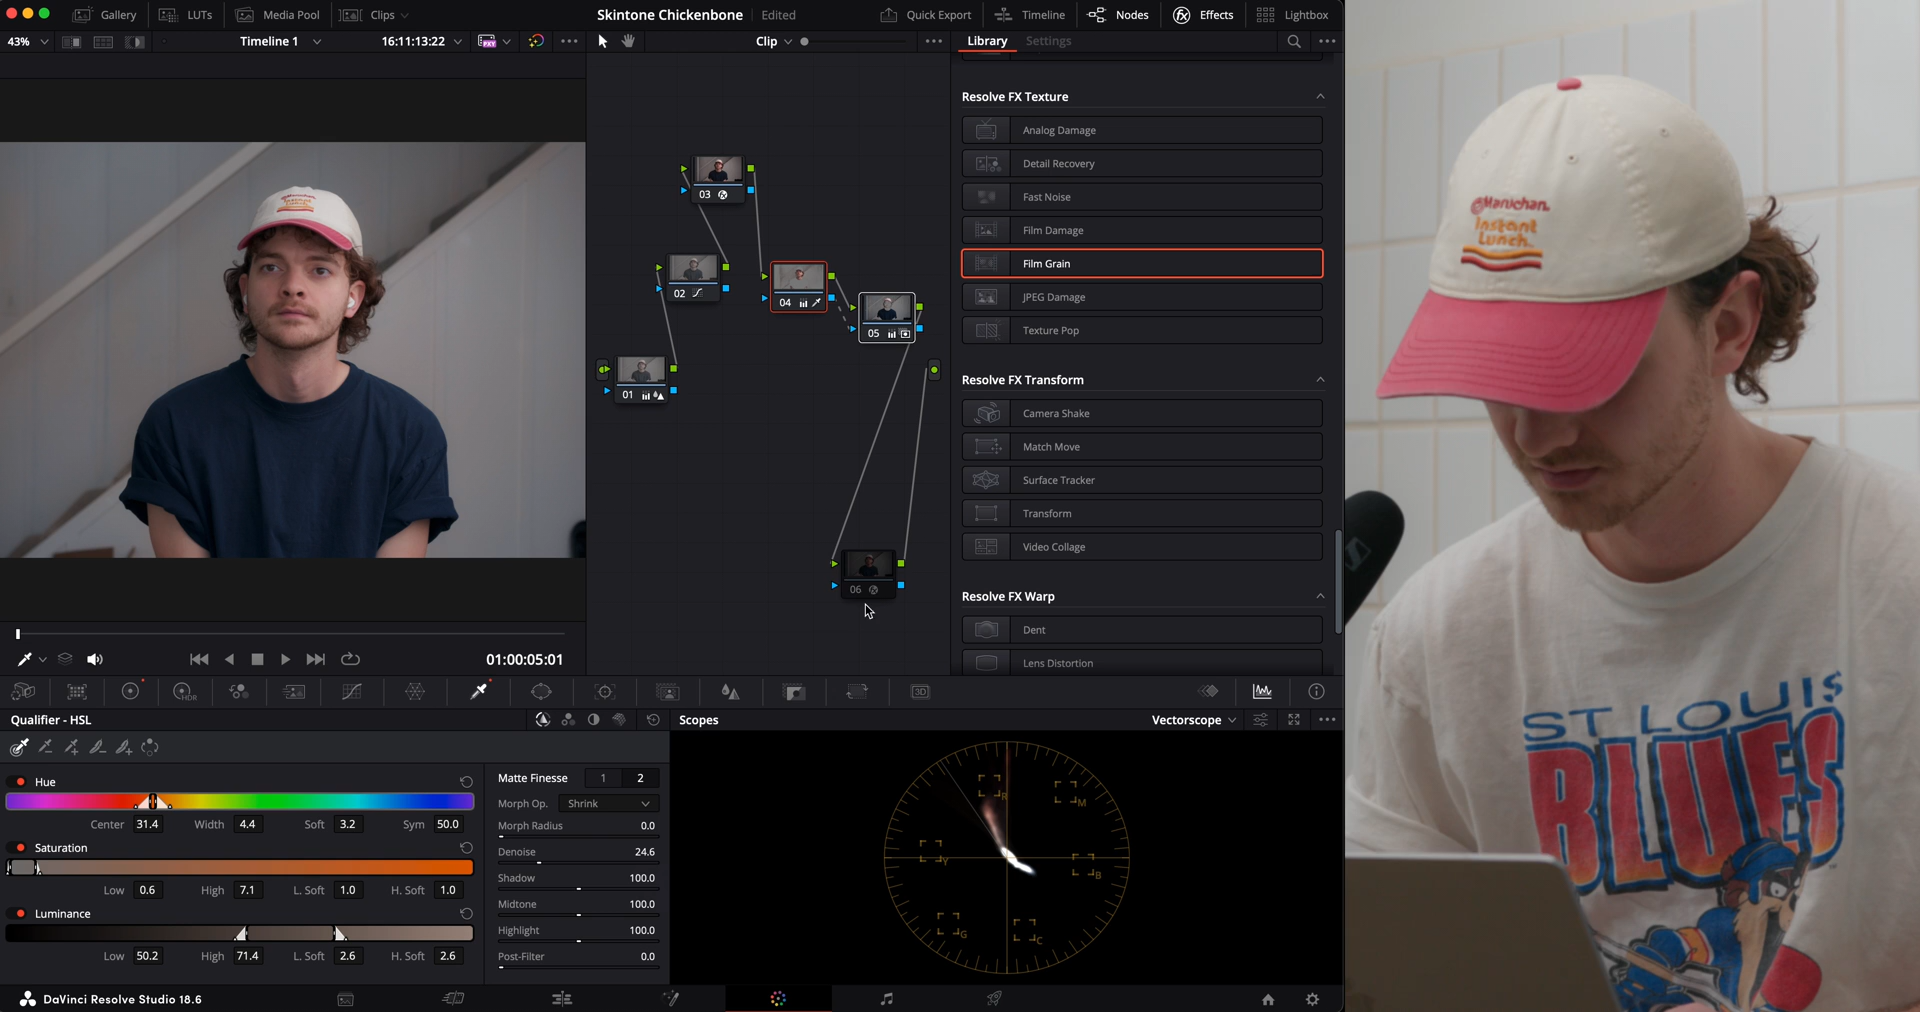 Gallery LUTs Media Pool Clips Skintone Chickenbone Edited Quick Export Timeline Nodes Effects Lightbox
43% Timeline 1 16:11:13:22 PXY Clip Library Settings
Resolve FX Texture
Analog Damage
Detail Recovery
Fast Noise
Film Damage
Film Grain
JPEG Damage
Texture Pop
Resolve FX Transform
Camera Shake
Match Move
Surface Tracker
Transform
Video Collage
Resolve FX Warp
Dent
Lens Distortion
03
02
04
05
01
06
01:00:05:01
HDR
3D
Qualifier - HSL
Scopes Vectorscope
Hue
Center 31.4 Width 4.4 Soft 3.2 Sym 50.0
Saturation
Low 0.6 High 7.1 L. Soft 1.0 H. Soft 1.0
Luminance
Low 50.2 High 71.4 L. Soft 2.6 H. Soft 2.6
Matte Finesse 1 2
Morph Op. Shrink
Morph Radius 0.0
Denoise 24.6
Shadow 100.0
Midtone 100.0
Highlight 100.0
Post-Filter 0.0
R
M
Y
B
G
C
DaVinci Resolve Studio 18.6
Maruchan.
Instant
Lunch
ST LOUIS
BLUES